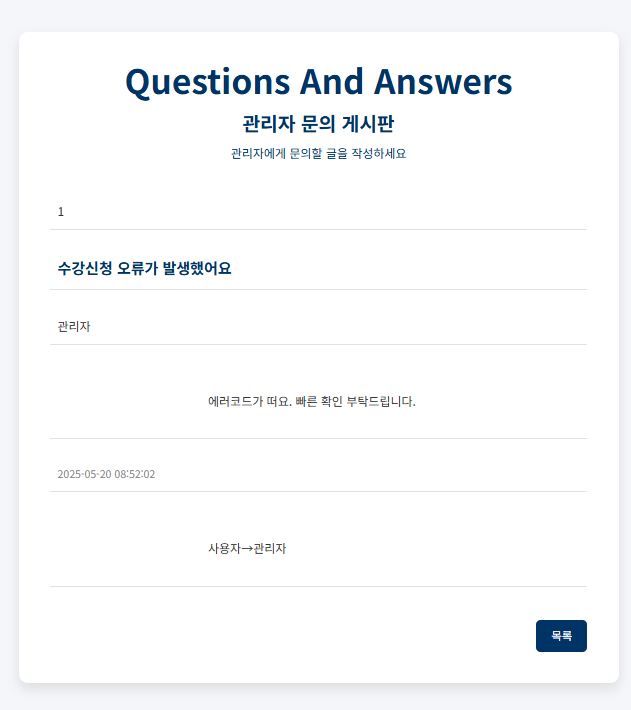 Questions And Answers
관리자 문의 게시판
관리자에게 문의할 글을 작성하세요
1
수강신청 오류가 발생했어요
관리자
에러코드가 떠요. 빠른 확인 부탁드립니다.
2025-05-20 08:52:02
사용자→관리자
목록